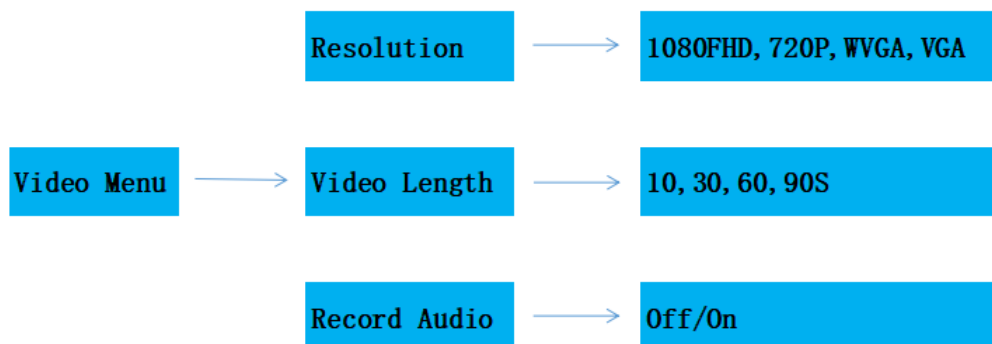 Resolution
1080FHD,720P,WVGA,VGA
Video Menu
Video Length
10,30,60,90S
Record Audio
Off/On